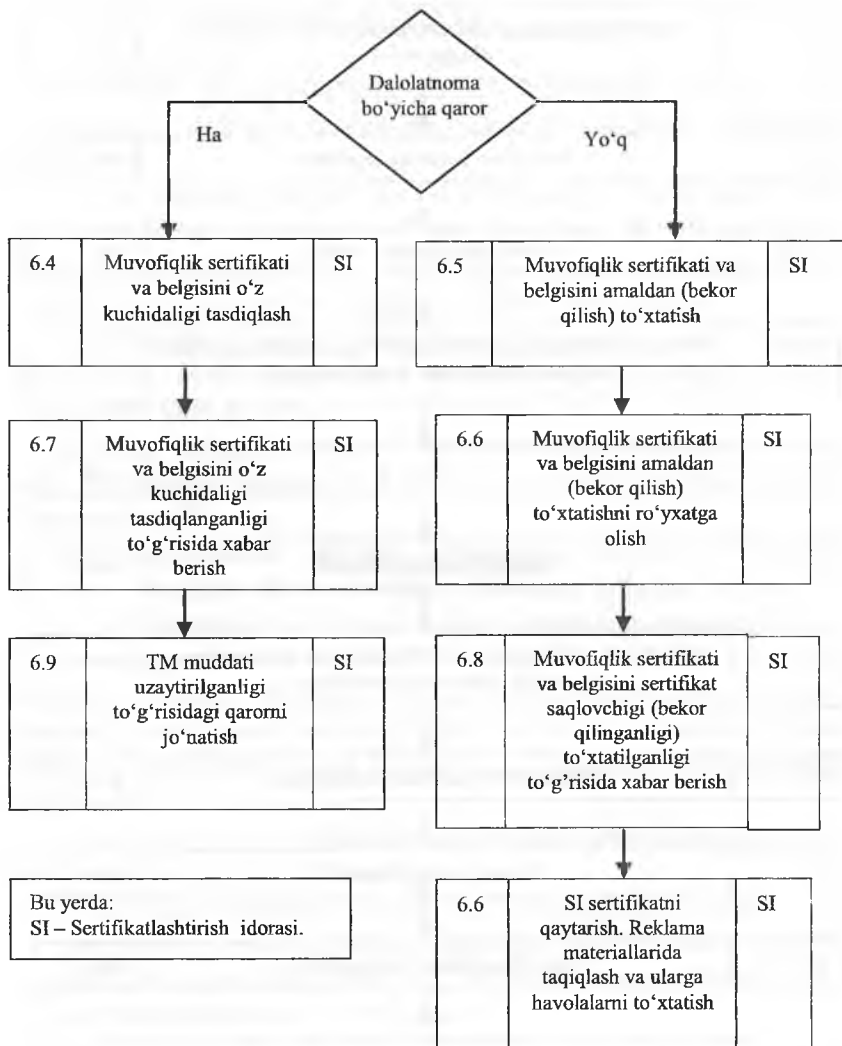 Dalolatnoma
bo‘yicha qaror
Ha
Yo‘q
6.4
Muvofiqlik sertifikati
va belgisini o‘z
kuchidaligi tasdiqlash
SI
6.5
Muvofiqlik sertifikati va
belgisini amaldan (bekor
qilish) to‘xtatish
SI
6.7
Muvofiqlik sertifikati
va belgisini o‘z
kuchidaligi
tasdiqlanganligi
to‘g‘risida xabar
berish
SI
6.6
Muvofiqlik sertifikati
va belgisini amaldan
(bekor qilish)
to‘xtatishni ro‘yxatga
olish
SI
6.9
TM muddati
uzaytirilganligi
to‘g‘risidagi qarorni
jo‘natish
SI
6.8
Muvofiqlik sertifikati
va belgisini sertifikat
saqlovchigi (bekor
qilinganligi)
to‘xtatilganligi
to‘g’risida xabar berish
SI
Bu yerda:
SI – Sertifikatlashtirish idorasi.
6.6
SI sertifikatni
qaytarish. Reklama
materiallarida
taqiqlash va ularga
havolalarni to‘xtatish
SI